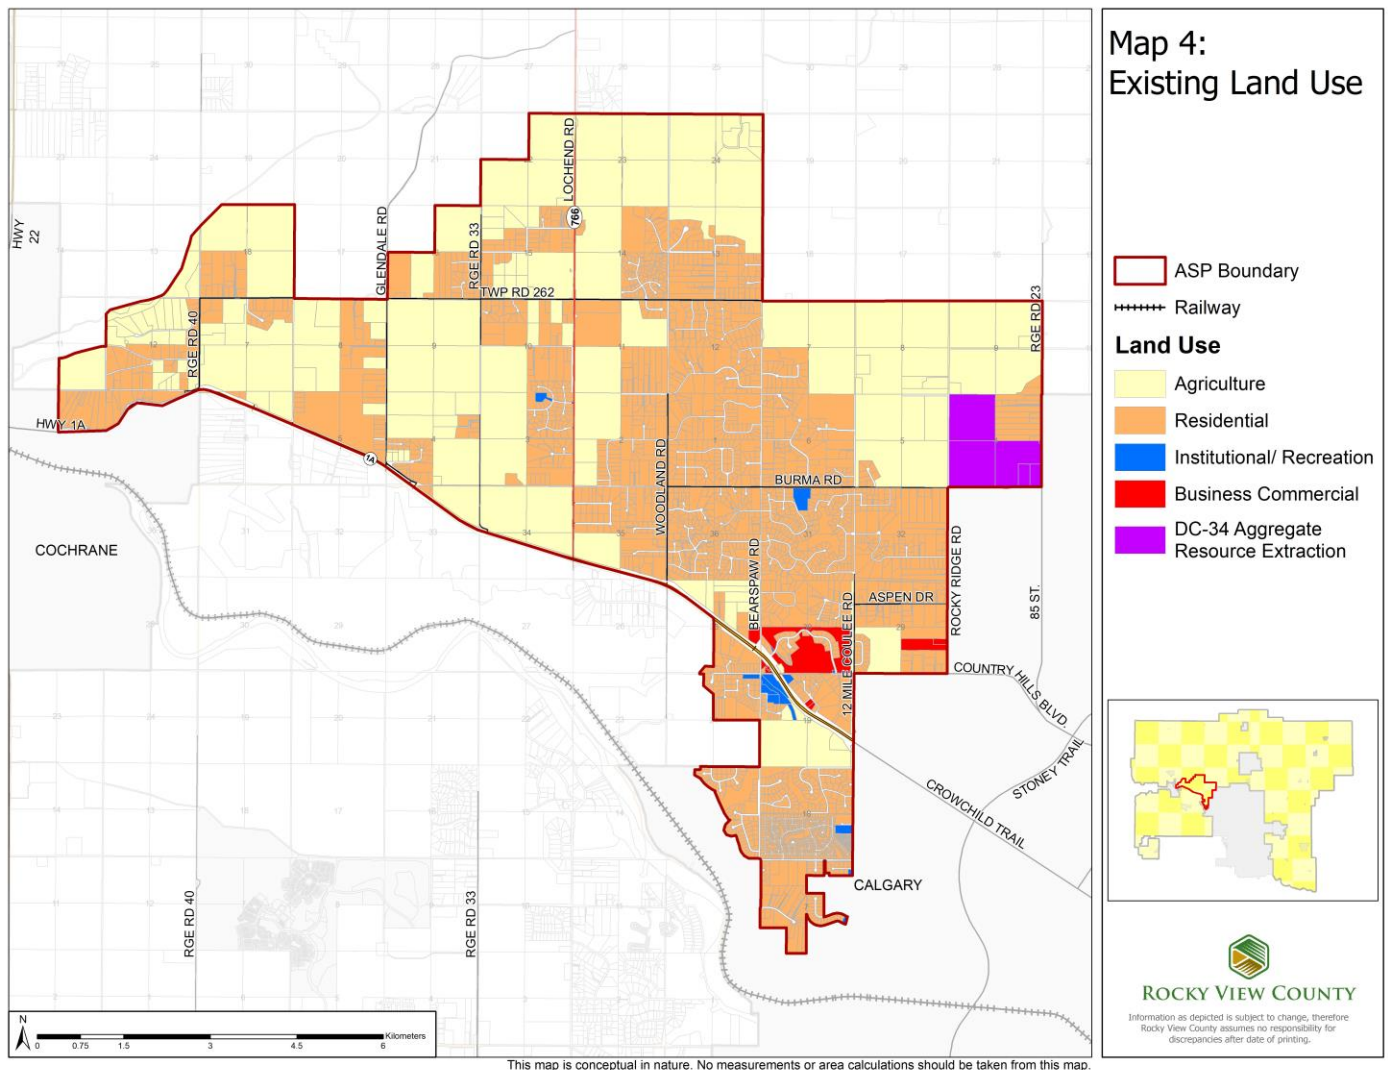 Map 4:
Existing Land Use
ASP Boundary
Railway
Land Use
Agriculture
Residential
Institutional/ Recreation
Business Commercial
DC-34 Aggregate
Resource Extraction
HWY
22
GLENDALE RD
RGE RD 33
LOCHEND RD
766
TWP RD 262
RGE RD 40
RGE RD 23
HWY 1A
1A
WOODLAND RD
BURMA RD
COCHRANE
BEARSPAW RD
12 MILE COULEE RD
ASPEN DR
ROCKY RIDGE RD
85 ST.
COUNTRY HILLS BLVD.
STONEY TRAIL
CROWCHILD TRAIL
CALGARY
RGE RD 40
RGE RD 33
N
0 0.75 1.5 3 4.5 6
Kilometers
ROCKY VIEW COUNTY
Information as depicted is subject to change, therefore
Rocky View County assumes no responsibility for
discrepancies after date of printing.
This map is conceptual in nature. No measurements or area calculations should be taken from this map.